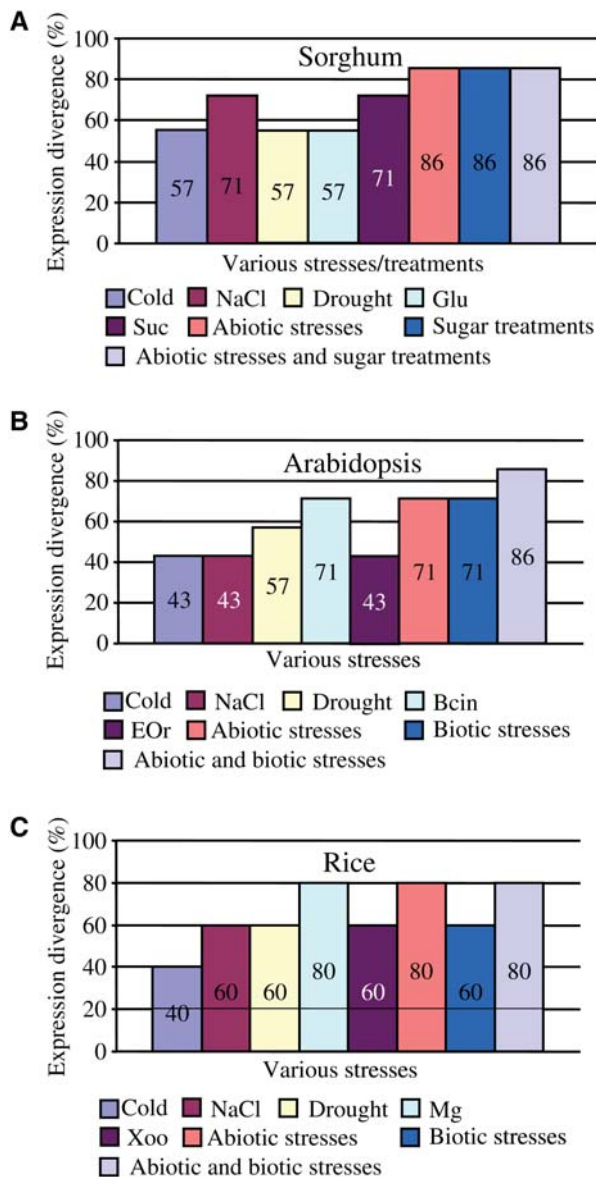 A
Expression divergence (%)
100
80
60
40
20
0
Sorghum
57 71 57 57 71 86 86 86
Various stresses/treatments
Cold NaCl Drought Glu
Suc Abiotic stresses Sugar treatments
Abiotic stresses and sugar treatments
B
Expression divergence (%)
100
80
60
40
20
0
Arabidopsis
43 43 57 71 43 71 71 86
Various stresses
Cold NaCl Drought Bcin
EOr Abiotic stresses Biotic stresses
Abiotic and biotic stresses
C
Expression divergence (%)
100
80
60
40
20
0
Rice
40 60 60 80 60 80 60 80
Various stresses
Cold NaCl Drought Mg
Xoo Abiotic stresses Biotic stresses
Abiotic and biotic stresses